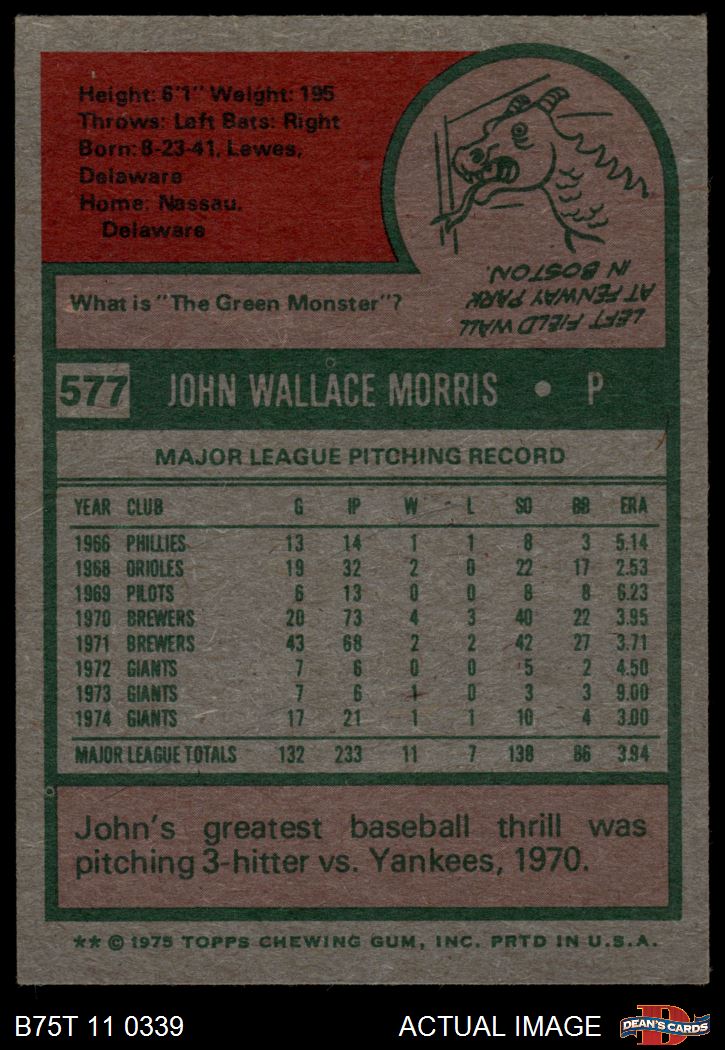 Height: 6'1" Weight: 195
Throws: Left Bats: Right
Born: 8-23-41, Lewes,
Delaware
Home: Nassau,
Delaware
What is "The Green Monster"?
LEFT FIELD WALL
AT FENWAY PARK
IN BOSTON.
577 JOHN WALLACE MORRIS • P
MAJOR LEAGUE PITCHING RECORD
YEAR CLUB G IP W L SO BB ERA
1966 PHILLIES 13 14 1 1 8 3 5.14
1968 ORIOLES 19 32 2 0 22 17 2.53
1969 PILOTS 6 13 0 0 8 8 6.23
1970 BREWERS 20 73 4 3 40 22 3.95
1971 BREWERS 43 68 2 2 42 27 3.71
1972 GIANTS 7 6 0 0 5 2 4.50
1973 GIANTS 7 6 1 0 3 3 9.00
1974 GIANTS 17 21 1 1 10 4 3.00
MAJOR LEAGUE TOTALS 132 233 11 7 138 86 3.94
John's greatest baseball thrill was
pitching 3-hitter vs. Yankees, 1970.
** © 1975 TOPPS CHEWING GUM, INC. PRTD IN U.S.A.
B75T 11 0339 ACTUAL IMAGE D DEAN'S CARDS